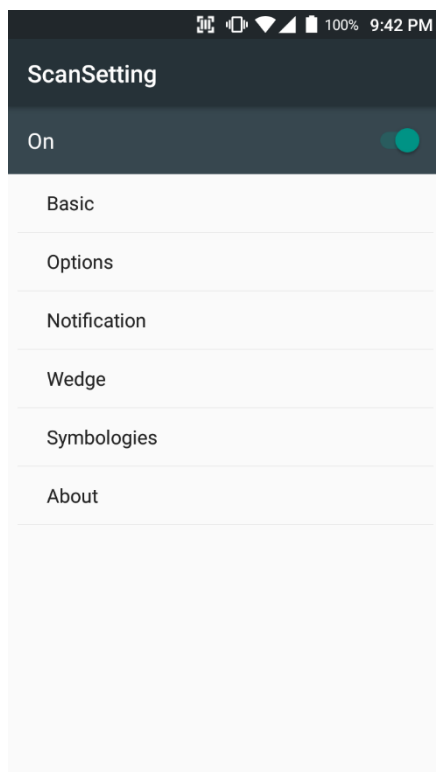 100% 9:42 PM
ScanSetting
On
Basic
Options
Notification
Wedge
Symbologies
About